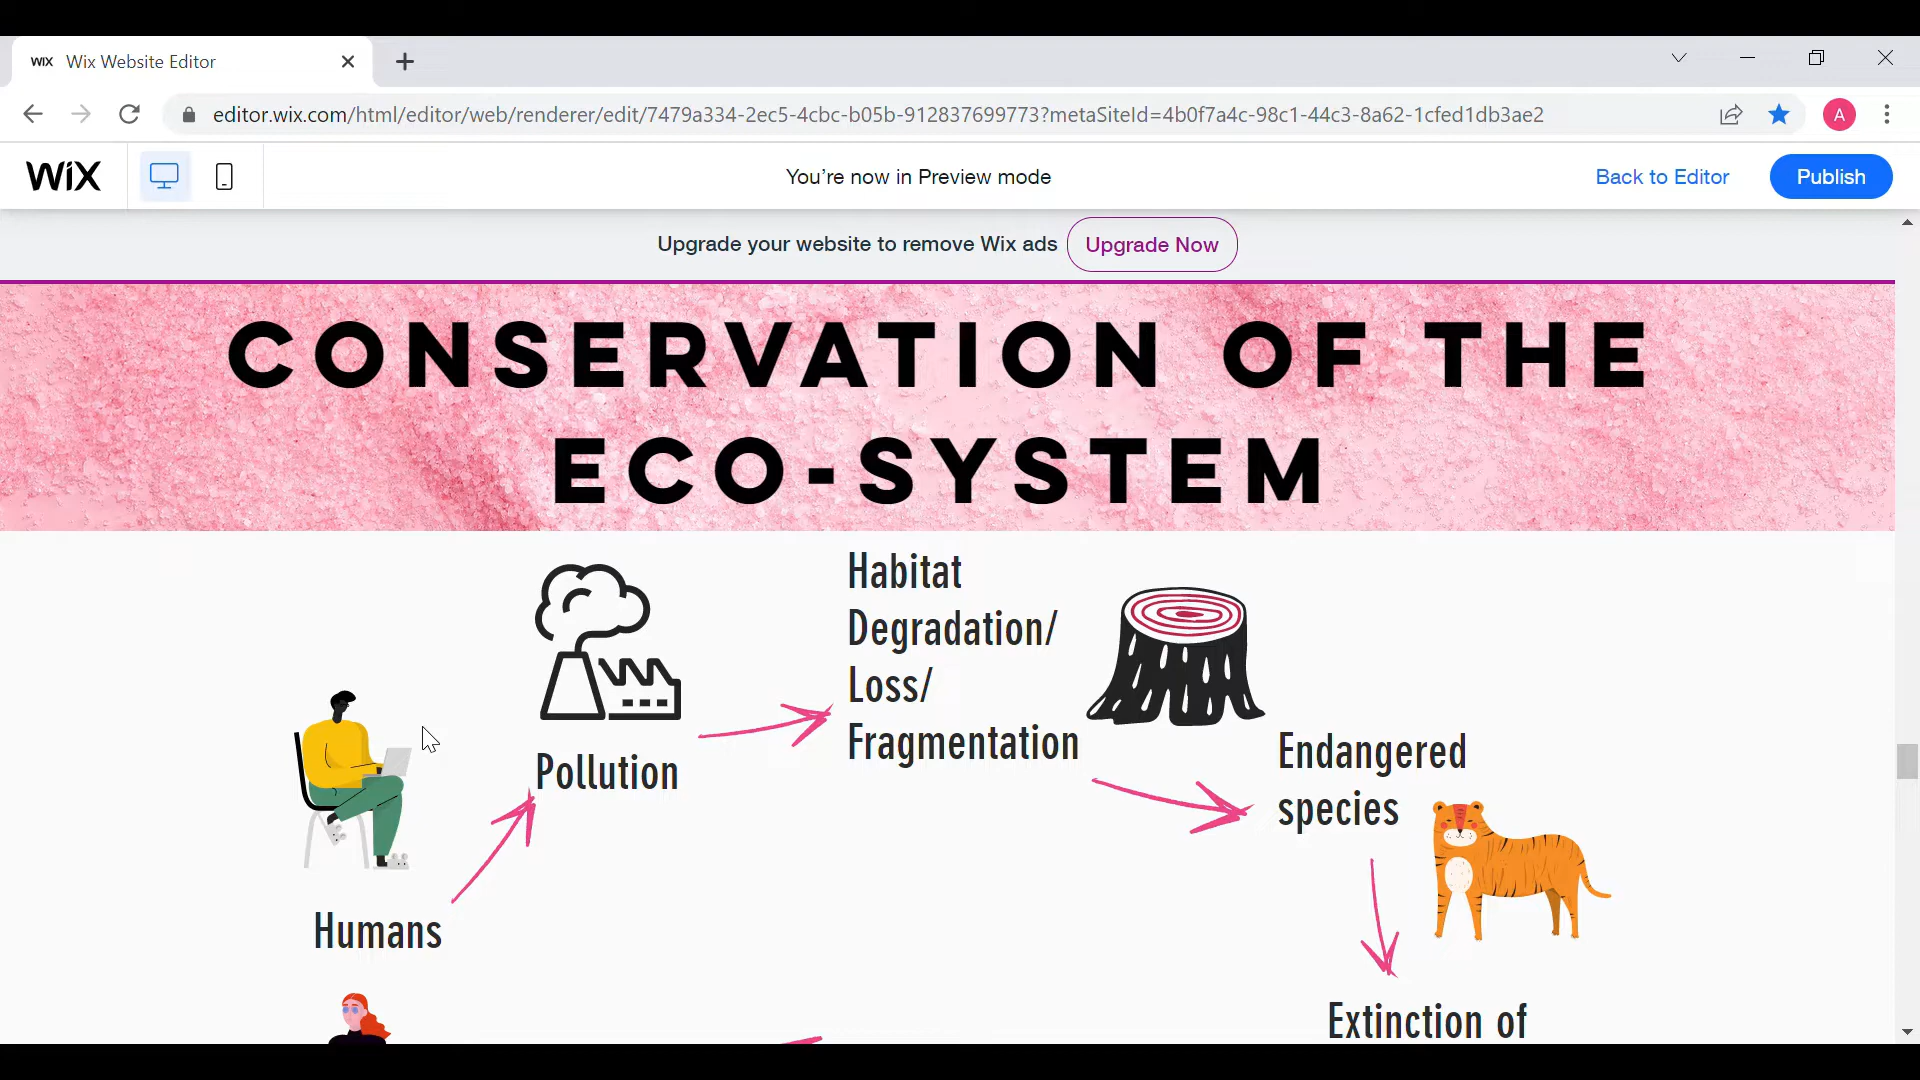 WiX Wix Website Editor
editor.wix.com/html/editor/web/renderer/edit/7479a334-2ec5-4cbc-b05b-912837699773?metaSiteId=4b0f7a4c-98c1-44c3-8a62-1cfed1db3ae2
A
WiX
You're now in Preview mode
Back to Editor
Publish
Upgrade your website to remove Wix ads
Upgrade Now
CONSERVATION OF THE
ECO-SYSTEM
Humans
Pollution
Habitat
Degradation/
Loss/
Fragmentation
Endangered
species
Extinction of